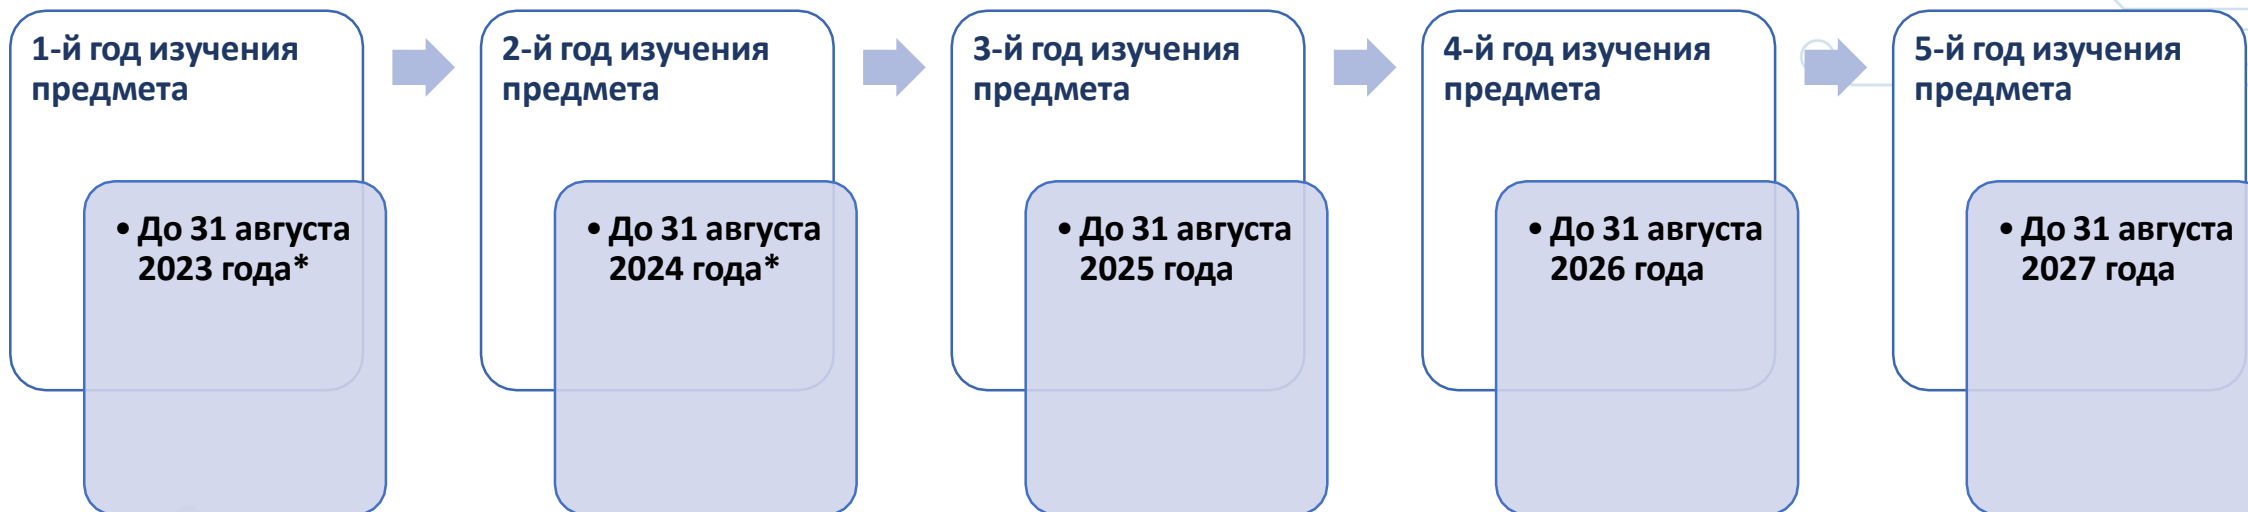 1-й год изучения
предмета
• До 31 августа
2023 года*
2-й год изучения
предмета
• До 31 августа
2024 года*
3-й год изучения
предмета
• До 31 августа
2025 года
4-й год изучения
предмета
• До 31 августа
2026 года
5-й год изучения
предмета
• До 31 августа
2027 года